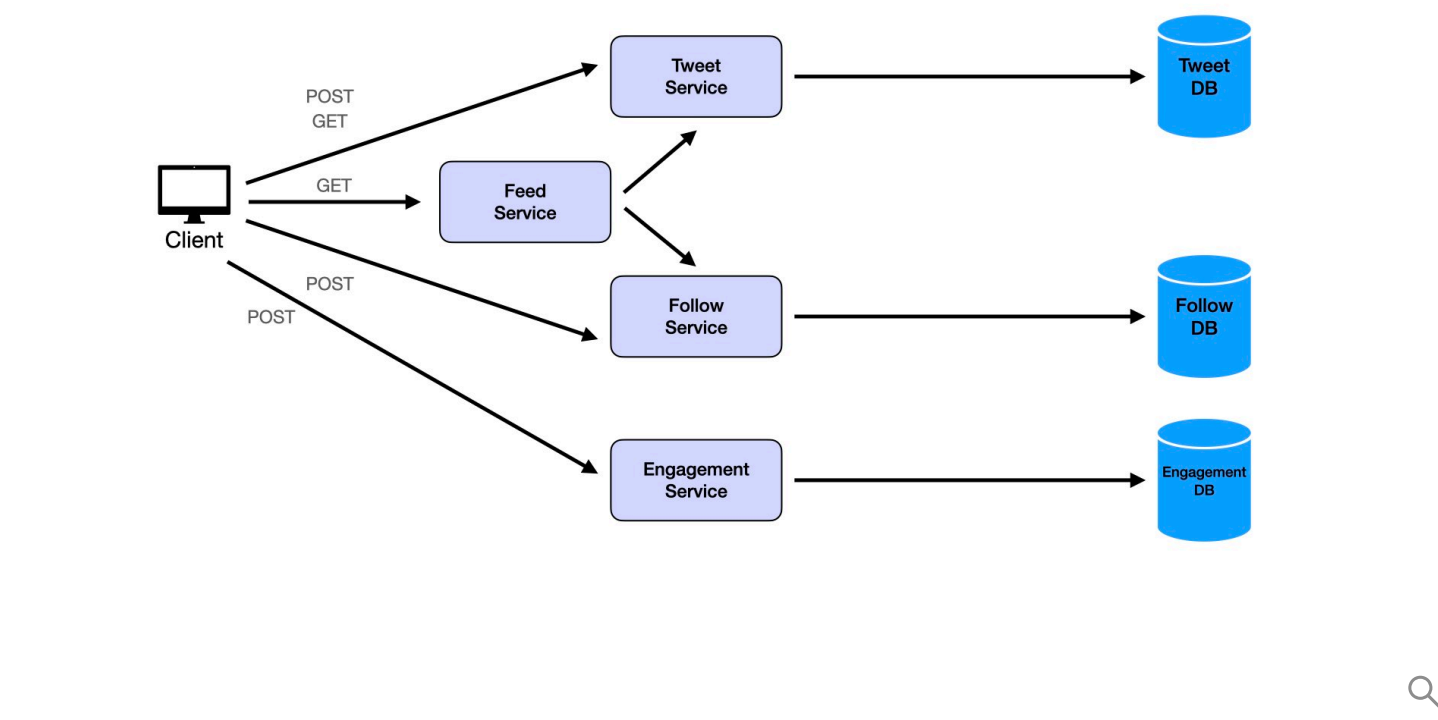 Tweet
Service
Tweet
DB
POST
GET
GET
Feed
Service
Client
POST
POST
Follow
Service
Follow
DB
Engagement
Service
Engagement
DB